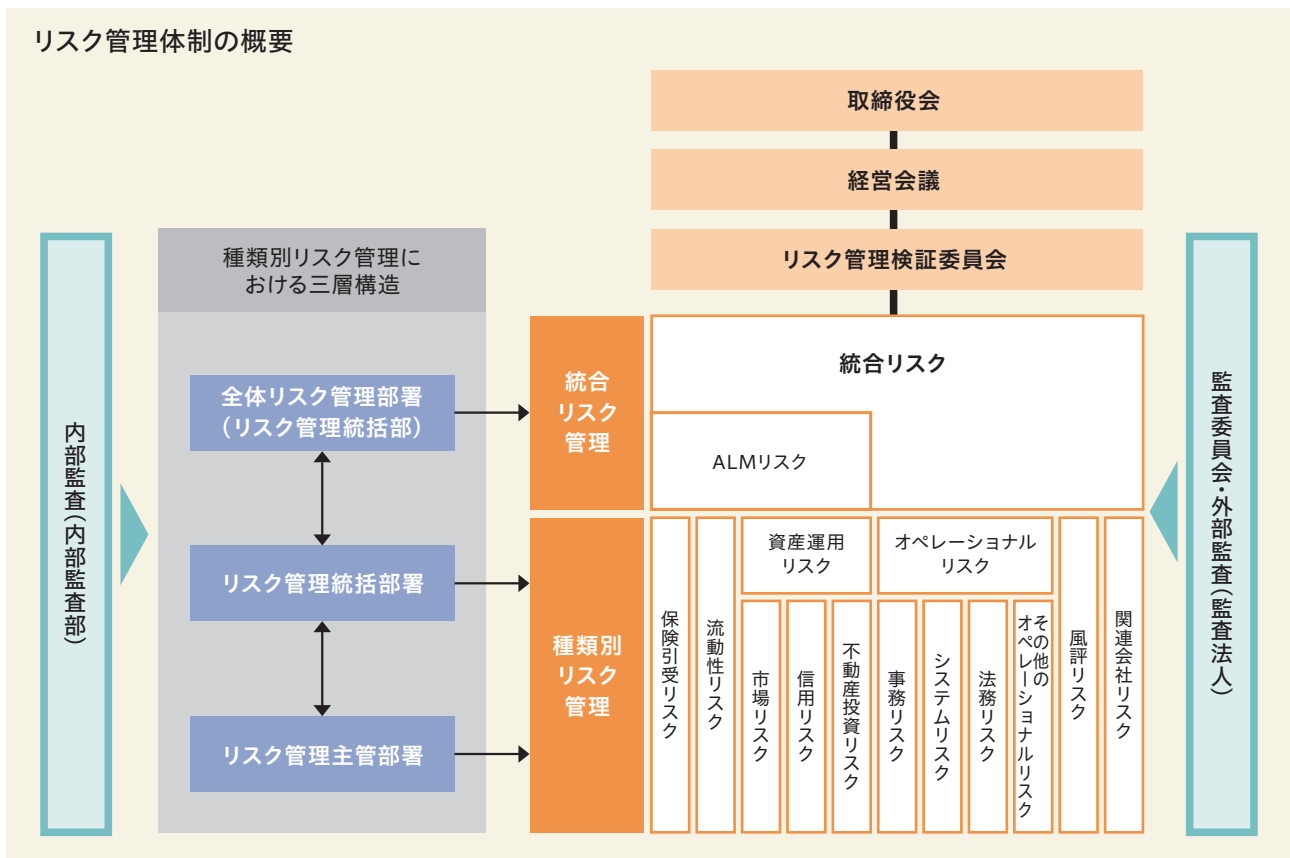 リスク管理体制の概要
取締役会
経営会議
リスク管理検証委員会
内部監査(内部監査部)
種類別リスク管理に
おける三層構造
全体リスク管理部署
(リスク管理統括部)
リスク管理統括部署
リスク管理主管部署
統合
リスク
管理
統合リスク
ALMリスク
種類別
リスク
管理
保険引受リスク
流動性リスク
資産運用
リスク
市場リスク
信用リスク
不動産投資リスク
オペレーショナル
リスク
事務リスク
システムリスク
法務リスク
その他の
オペレーショナルリスク
風評リスク
関連会社リスク
監査委員会・外部監査(監査法人)